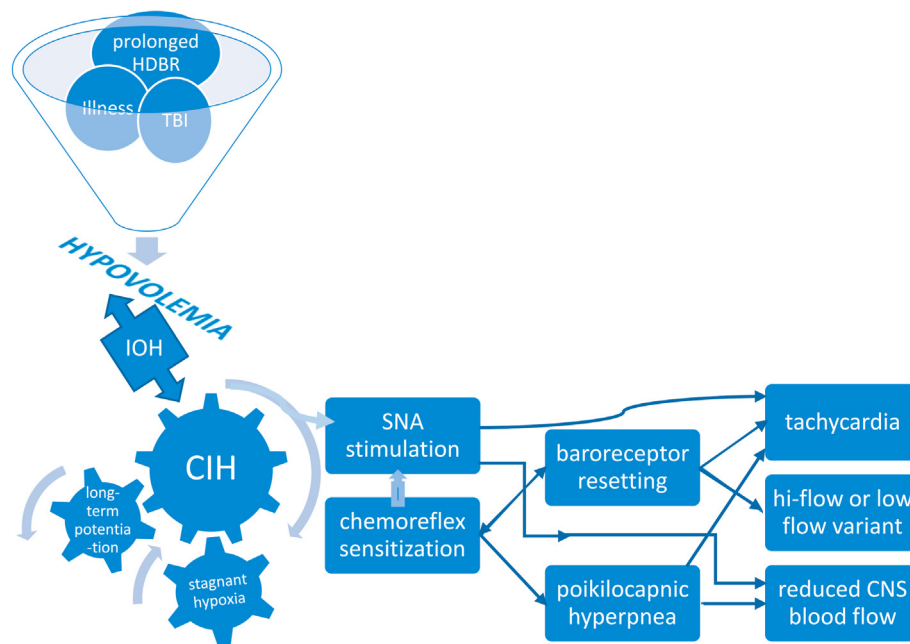 prolonged
HDBR
Illness
TBI
HYPOVOLEMIA
IOH
CIH
long-
term
potentia
-tion
stagnant
hypoxia
SNA
stimulation
chemoreflex
sensitization
baroreceptor
resetting
poikilocapnic
hyperpnea
tachycardia
hi-flow or low
flow variant
reduced CNS
blood flow